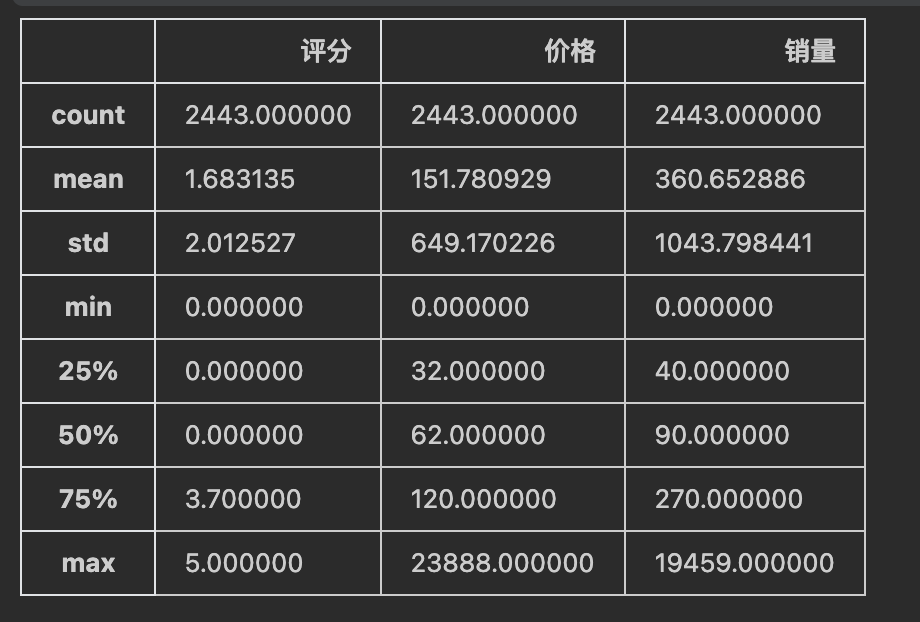 评分 价格 销量
count 2443.000000 2443.000000 2443.000000
mean 1.683135 151.780929 360.652886
std 2.012527 649.170226 1043.798441
min 0.000000 0.000000 0.000000
25% 0.000000 32.000000 40.000000
50% 0.000000 62.000000 90.000000
75% 3.700000 120.000000 270.000000
max 5.000000 23888.000000 19459.000000